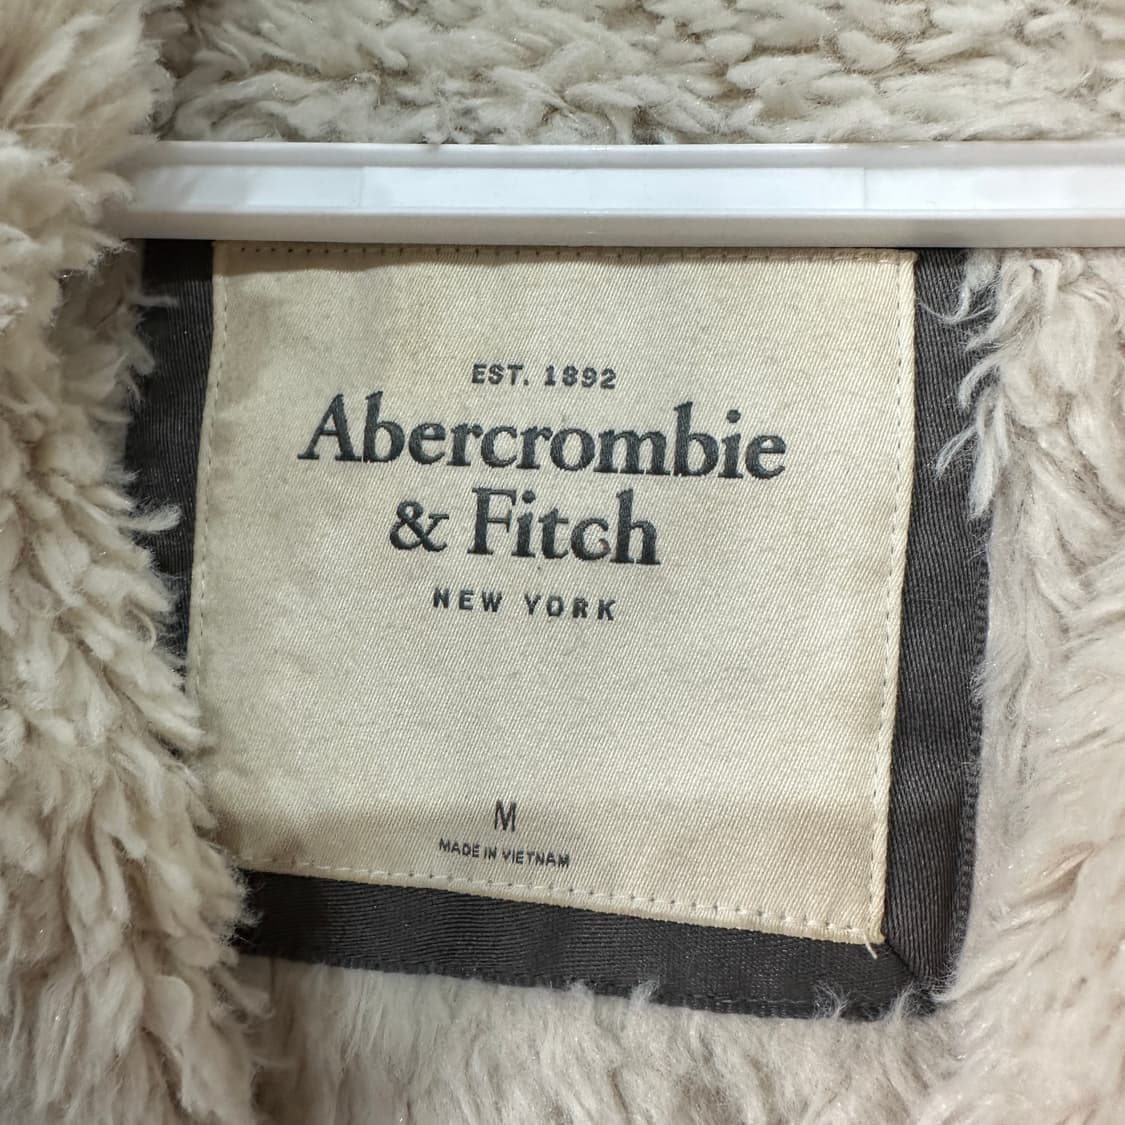 EST. 1892
Abercrombie
& Fitch
NEW YORK
M
MADE IN VIETNAM